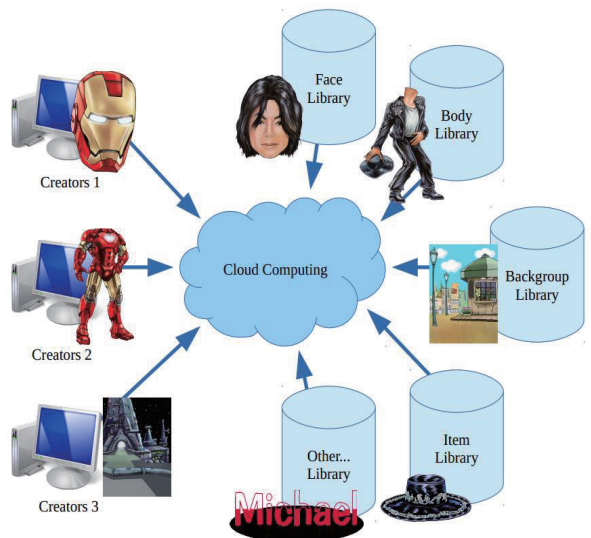 Face
Library
Body
Library
Creators 1
Cloud Computing
Creators 2
Backgroup
Library
Creators 3
Other...
Library
Item
Library
Michael